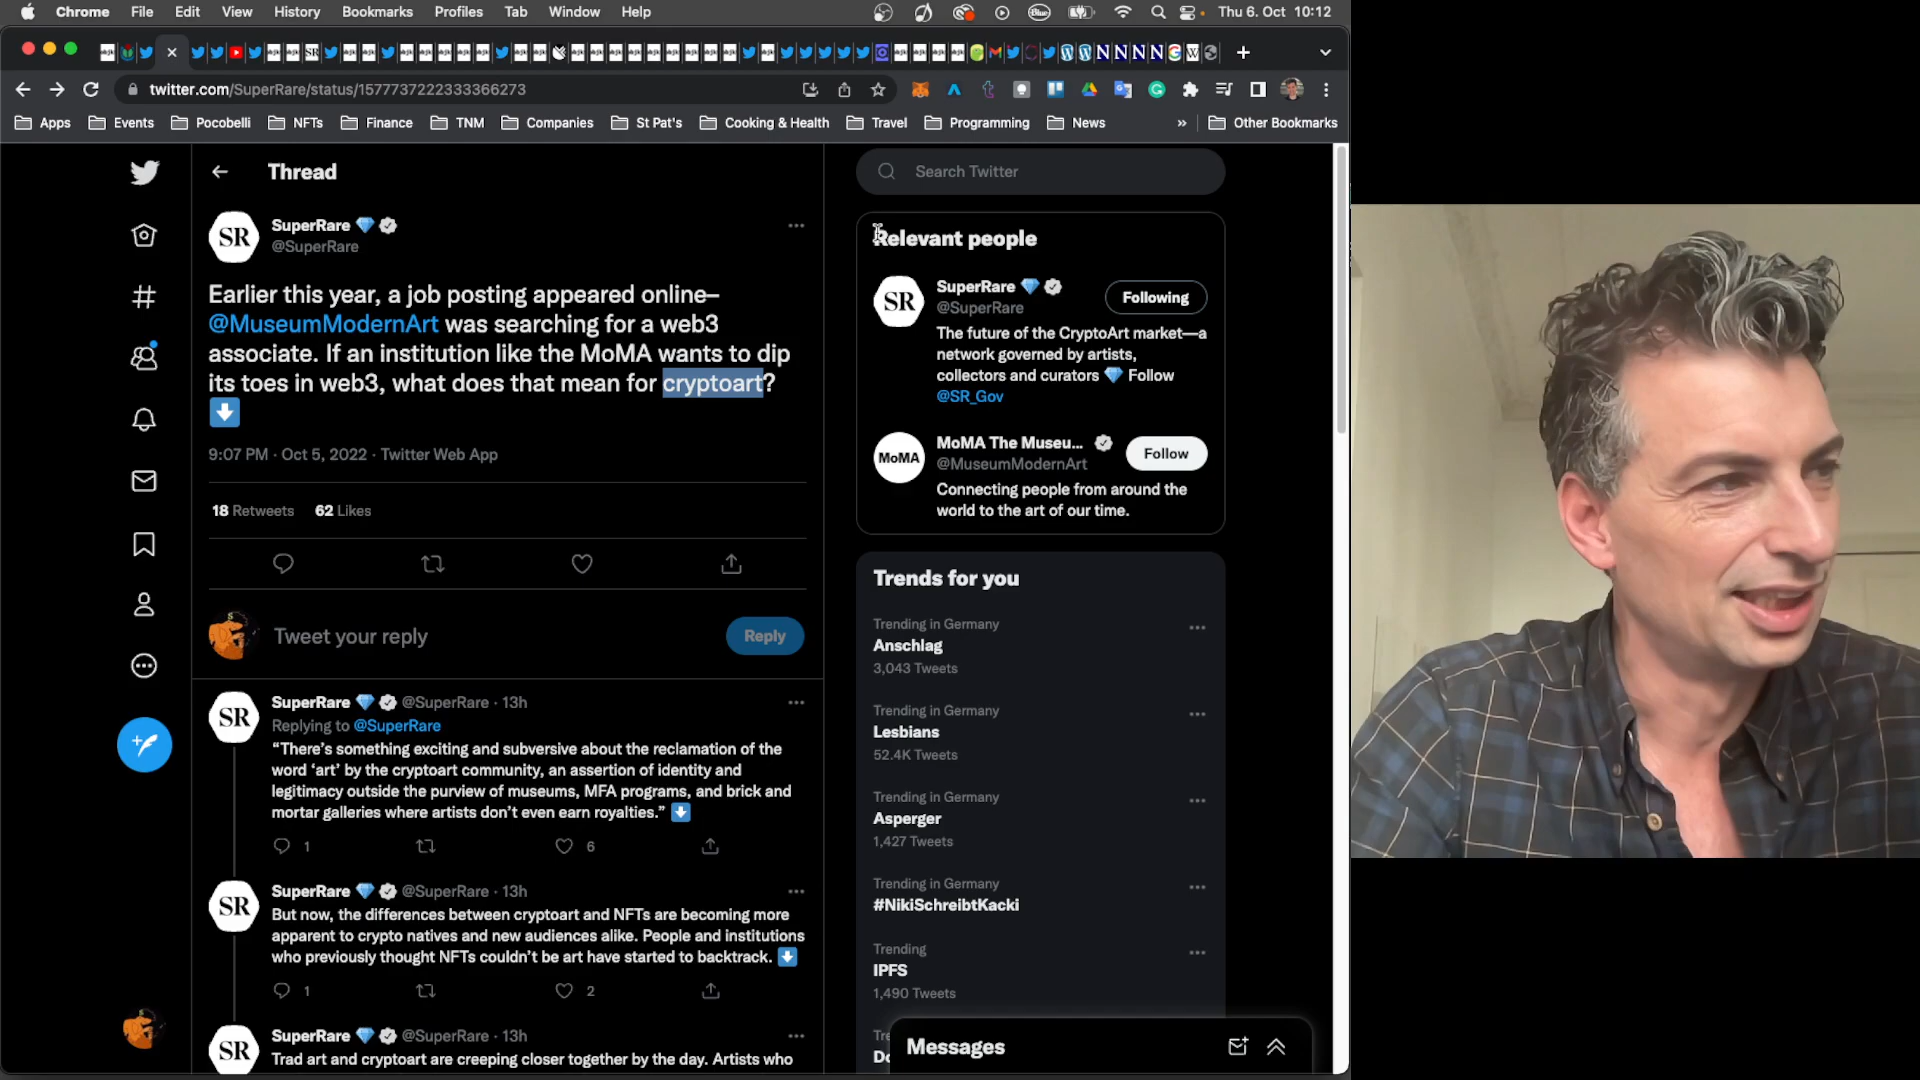 Chrome File Edit View History Bookmarks Profiles Tab Window Help
Thu 6. Oct 10:12
twitter.com/SuperRare/status/1577737222333366273
Apps Events Pocobelli NFTs Finance TNM Companies St Pat's Cooking & Health Travel Programming News » Other Bookmarks
Thread
SR
SuperRare
@SuperRare
Earlier this year, a job posting appeared online–
@MuseumModernArt was searching for a web3
associate. If an institution like the MoMA wants to dip
its toes in web3, what does that mean for cryptoart?
9:07 PM · Oct 5, 2022 · Twitter Web App
18 Retweets 62 Likes
Tweet your reply
Reply
SR
SuperRare @SuperRare · 13h
Replying to @SuperRare
“There’s something exciting and subversive about the reclamation of the
word ‘art’ by the cryptoart community, an assertion of identity and
legitimacy outside the purview of museums, MFA programs, and brick and
mortar galleries where artists don’t even earn royalties.”
1 6
SR
SuperRare @SuperRare · 13h
But now, the differences between cryptoart and NFTs are becoming more
apparent to crypto natives and new audiences alike. People and institutions
who previously thought NFTs couldn’t be art have started to backtrack.
1 2
SR
SuperRare @SuperRare · 13h
Trad art and cryptoart are creeping closer together by the day. Artists who
Search Twitter
Relevant people
SR
SuperRare
@SuperRare
Following
The future of the CryptoArt market—a
network governed by artists,
collectors and curators Follow
@SR_Gov
MoMA
MoMA The Museu...
@MuseumModernArt
Follow
Connecting people from around the
world to the art of our time.
Trends for you
Trending in Germany
Anschlag
3,043 Tweets
Trending in Germany
Lesbians
52.4K Tweets
Trending in Germany
Asperger
1,427 Tweets
Trending in Germany
#NikiSchreibtKacki
Trending
IPFS
1,490 Tweets
Messages